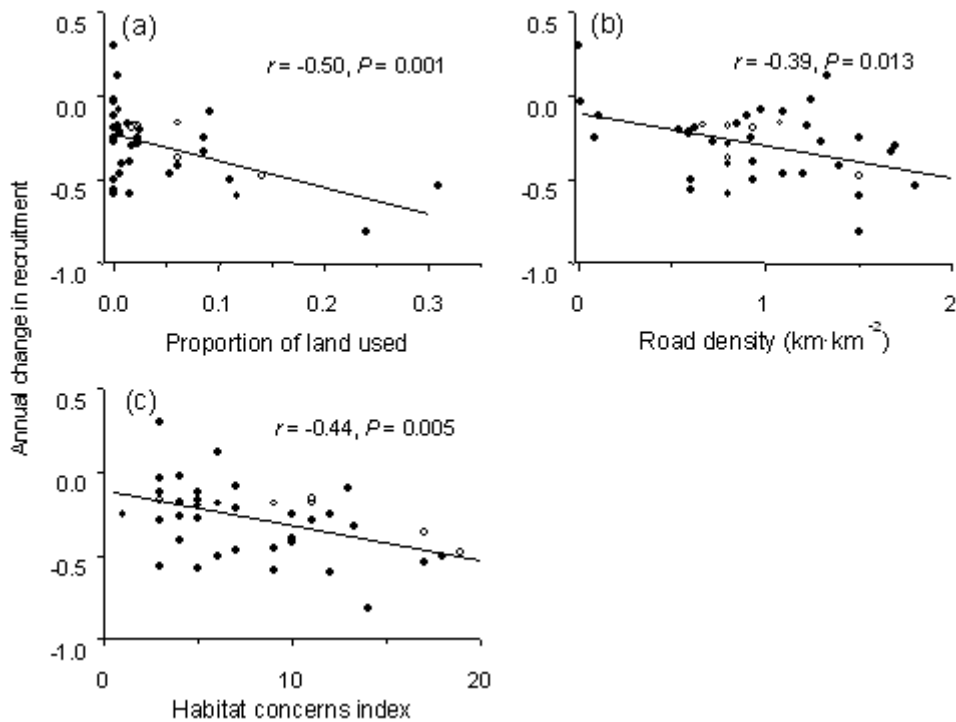 (a)
r = -0.50, P = 0.001
0.5
0.0
-0.5
-1.0
0.0 0.1 0.2 0.3
Proportion of land used
(b)
r = -0.39, P = 0.013
0.5
0.0
-0.5
-1.0
0 1 2
Road density (km·km⁻²)
Annual change in recruitment
(c)
r = -0.44, P = 0.005
0.5
0.0
-0.5
-1.0
0 10 20
Habitat concerns index